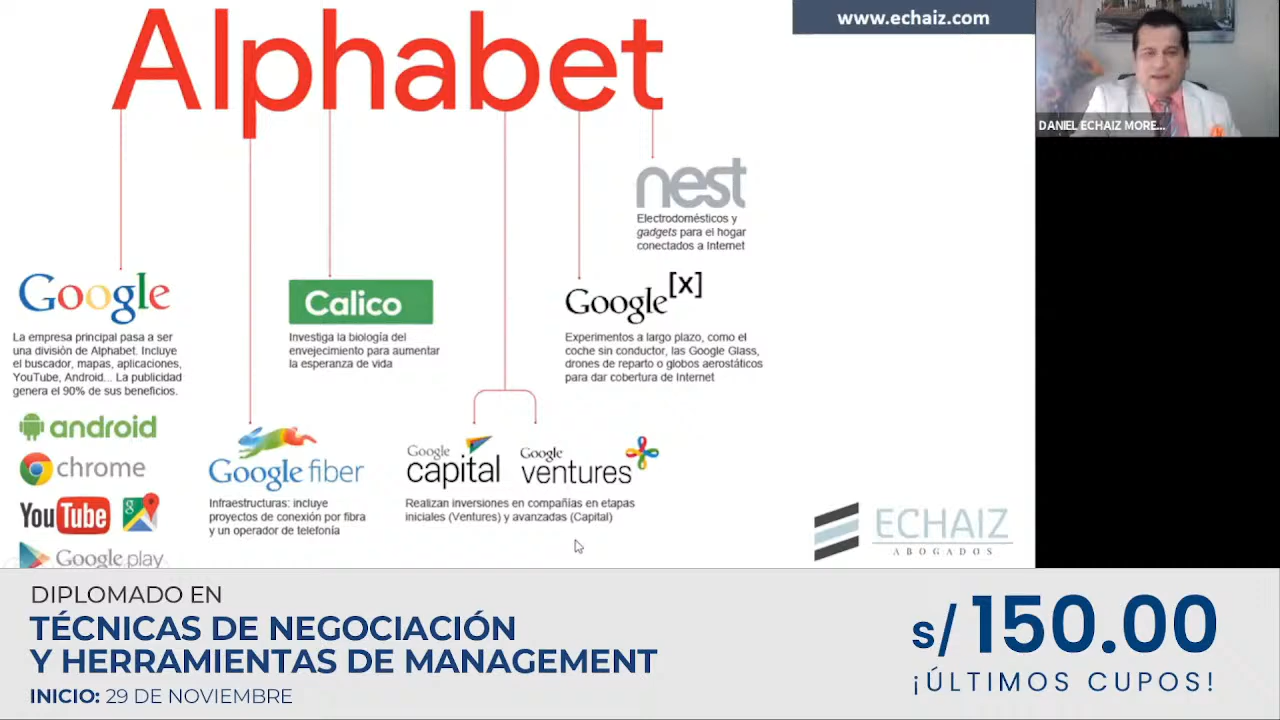 Alphabet
www.echaiz.com
DANIEL ECHAIZ MORE...
nest
Electrodomésticos y
gadgets para el hogar
conectados a Internet
Google
La empresa principal pasa a ser
una división de Alphabet. Incluye
el buscador, mapas, aplicaciones,
YouTube, Android... La publicidad
genera el 90% de sus beneficios.
android
chrome
YouTube
Google play
Calico
Investiga la biología del
envejecimiento para aumentar
la esperanza de vida
Google[x]
Experimentos a largo plazo, como el
coche sin conductor, las Google Glass,
drones de reparto o globos aerostáticos
para dar cobertura de Internet
Google fiber
Infraestructuras: incluye
proyectos de conexión por fibra
y un operador de telefonía
Google
capital
Google
ventures
Realizan inversiones en compañías en etapas
iniciales (Ventures) y avanzadas (Capital)
ECHAIZ
ABOGADOS
DIPLOMADO EN
TÉCNICAS DE NEGOCIACIÓN
Y HERRAMIENTAS DE MANAGEMENT
INICIO: 29 DE NOVIEMBRE
s/150.00
¡ÚLTIMOS CUPOS!